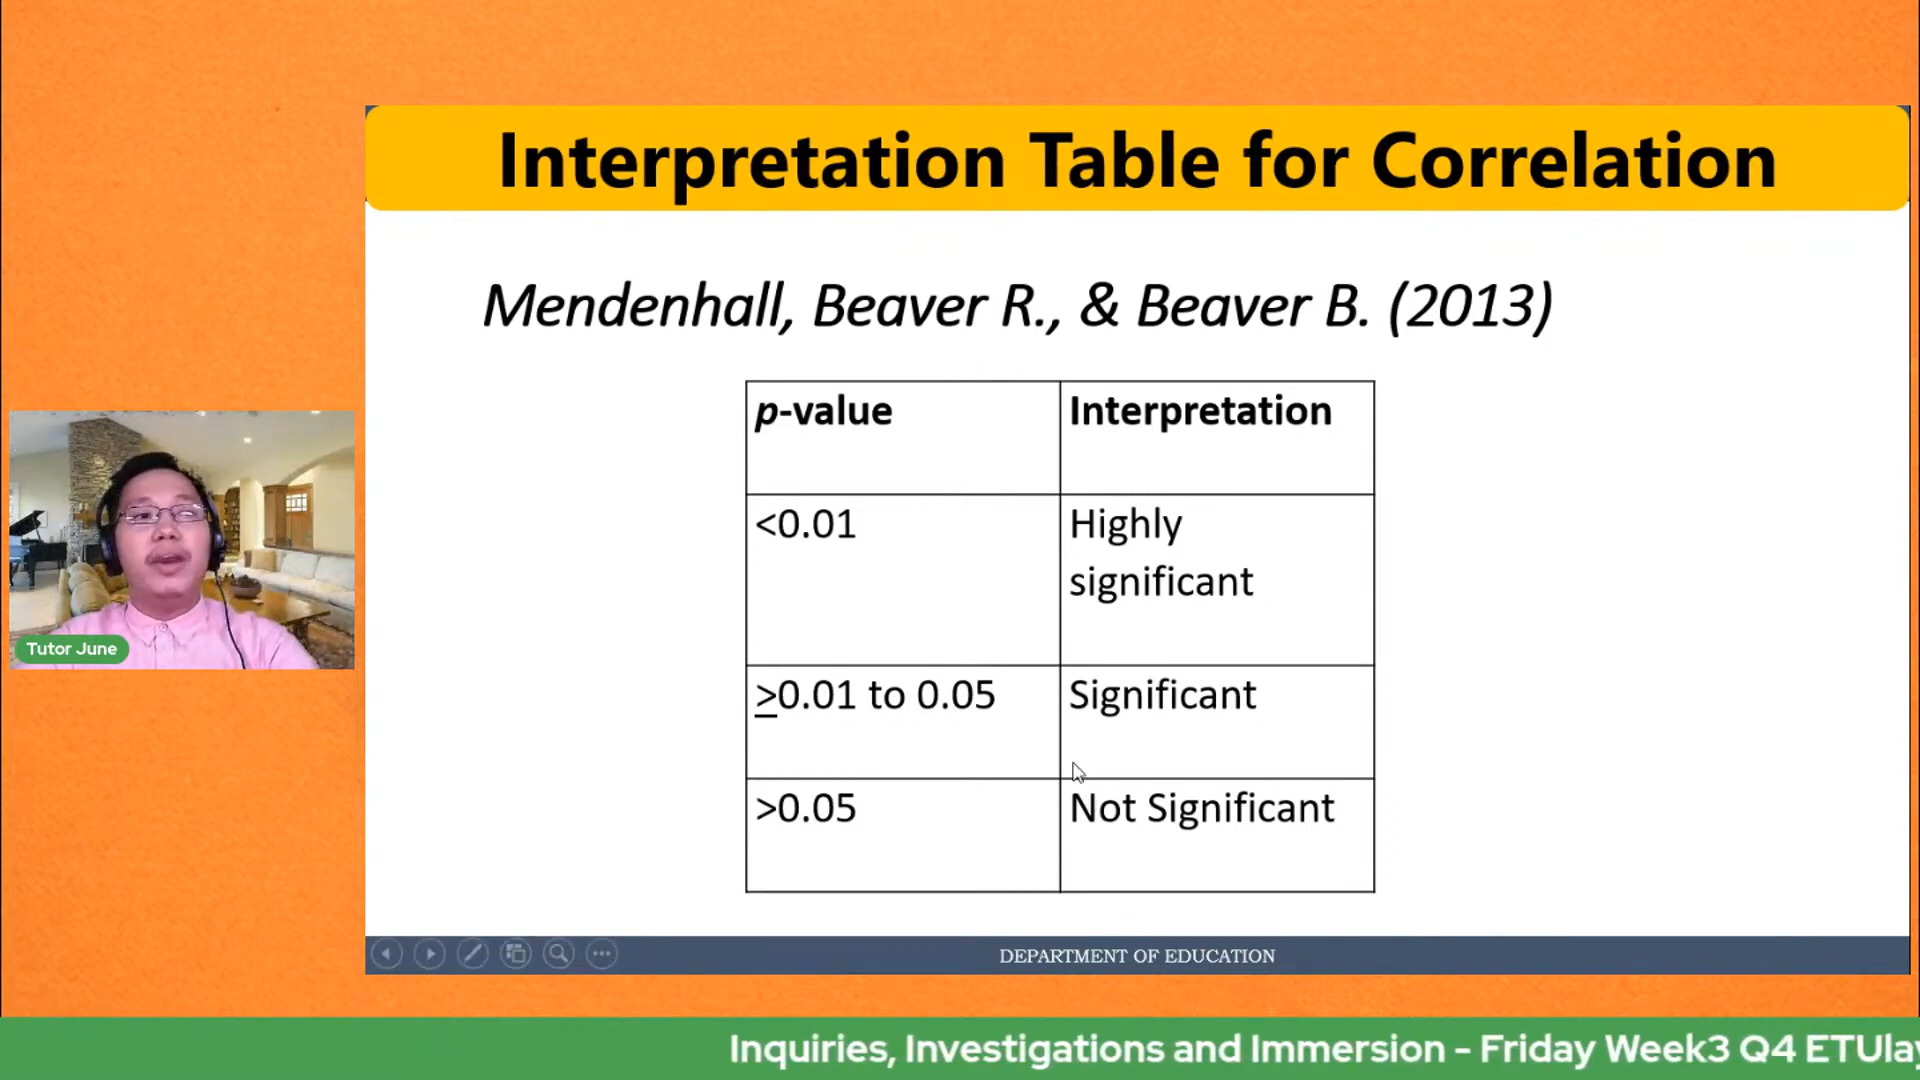 Interpretation Table for Correlation
Mendenhall, Beaver R., & Beaver B. (2013)
p-value Interpretation
<0.01 Highly
significant
≥0.01 to 0.05 Significant
>0.05 Not Significant
Tutor June
DEPARTMENT OF EDUCATION
Inquiries, Investigations and Immersion - Friday Week3 Q4 ETUlay